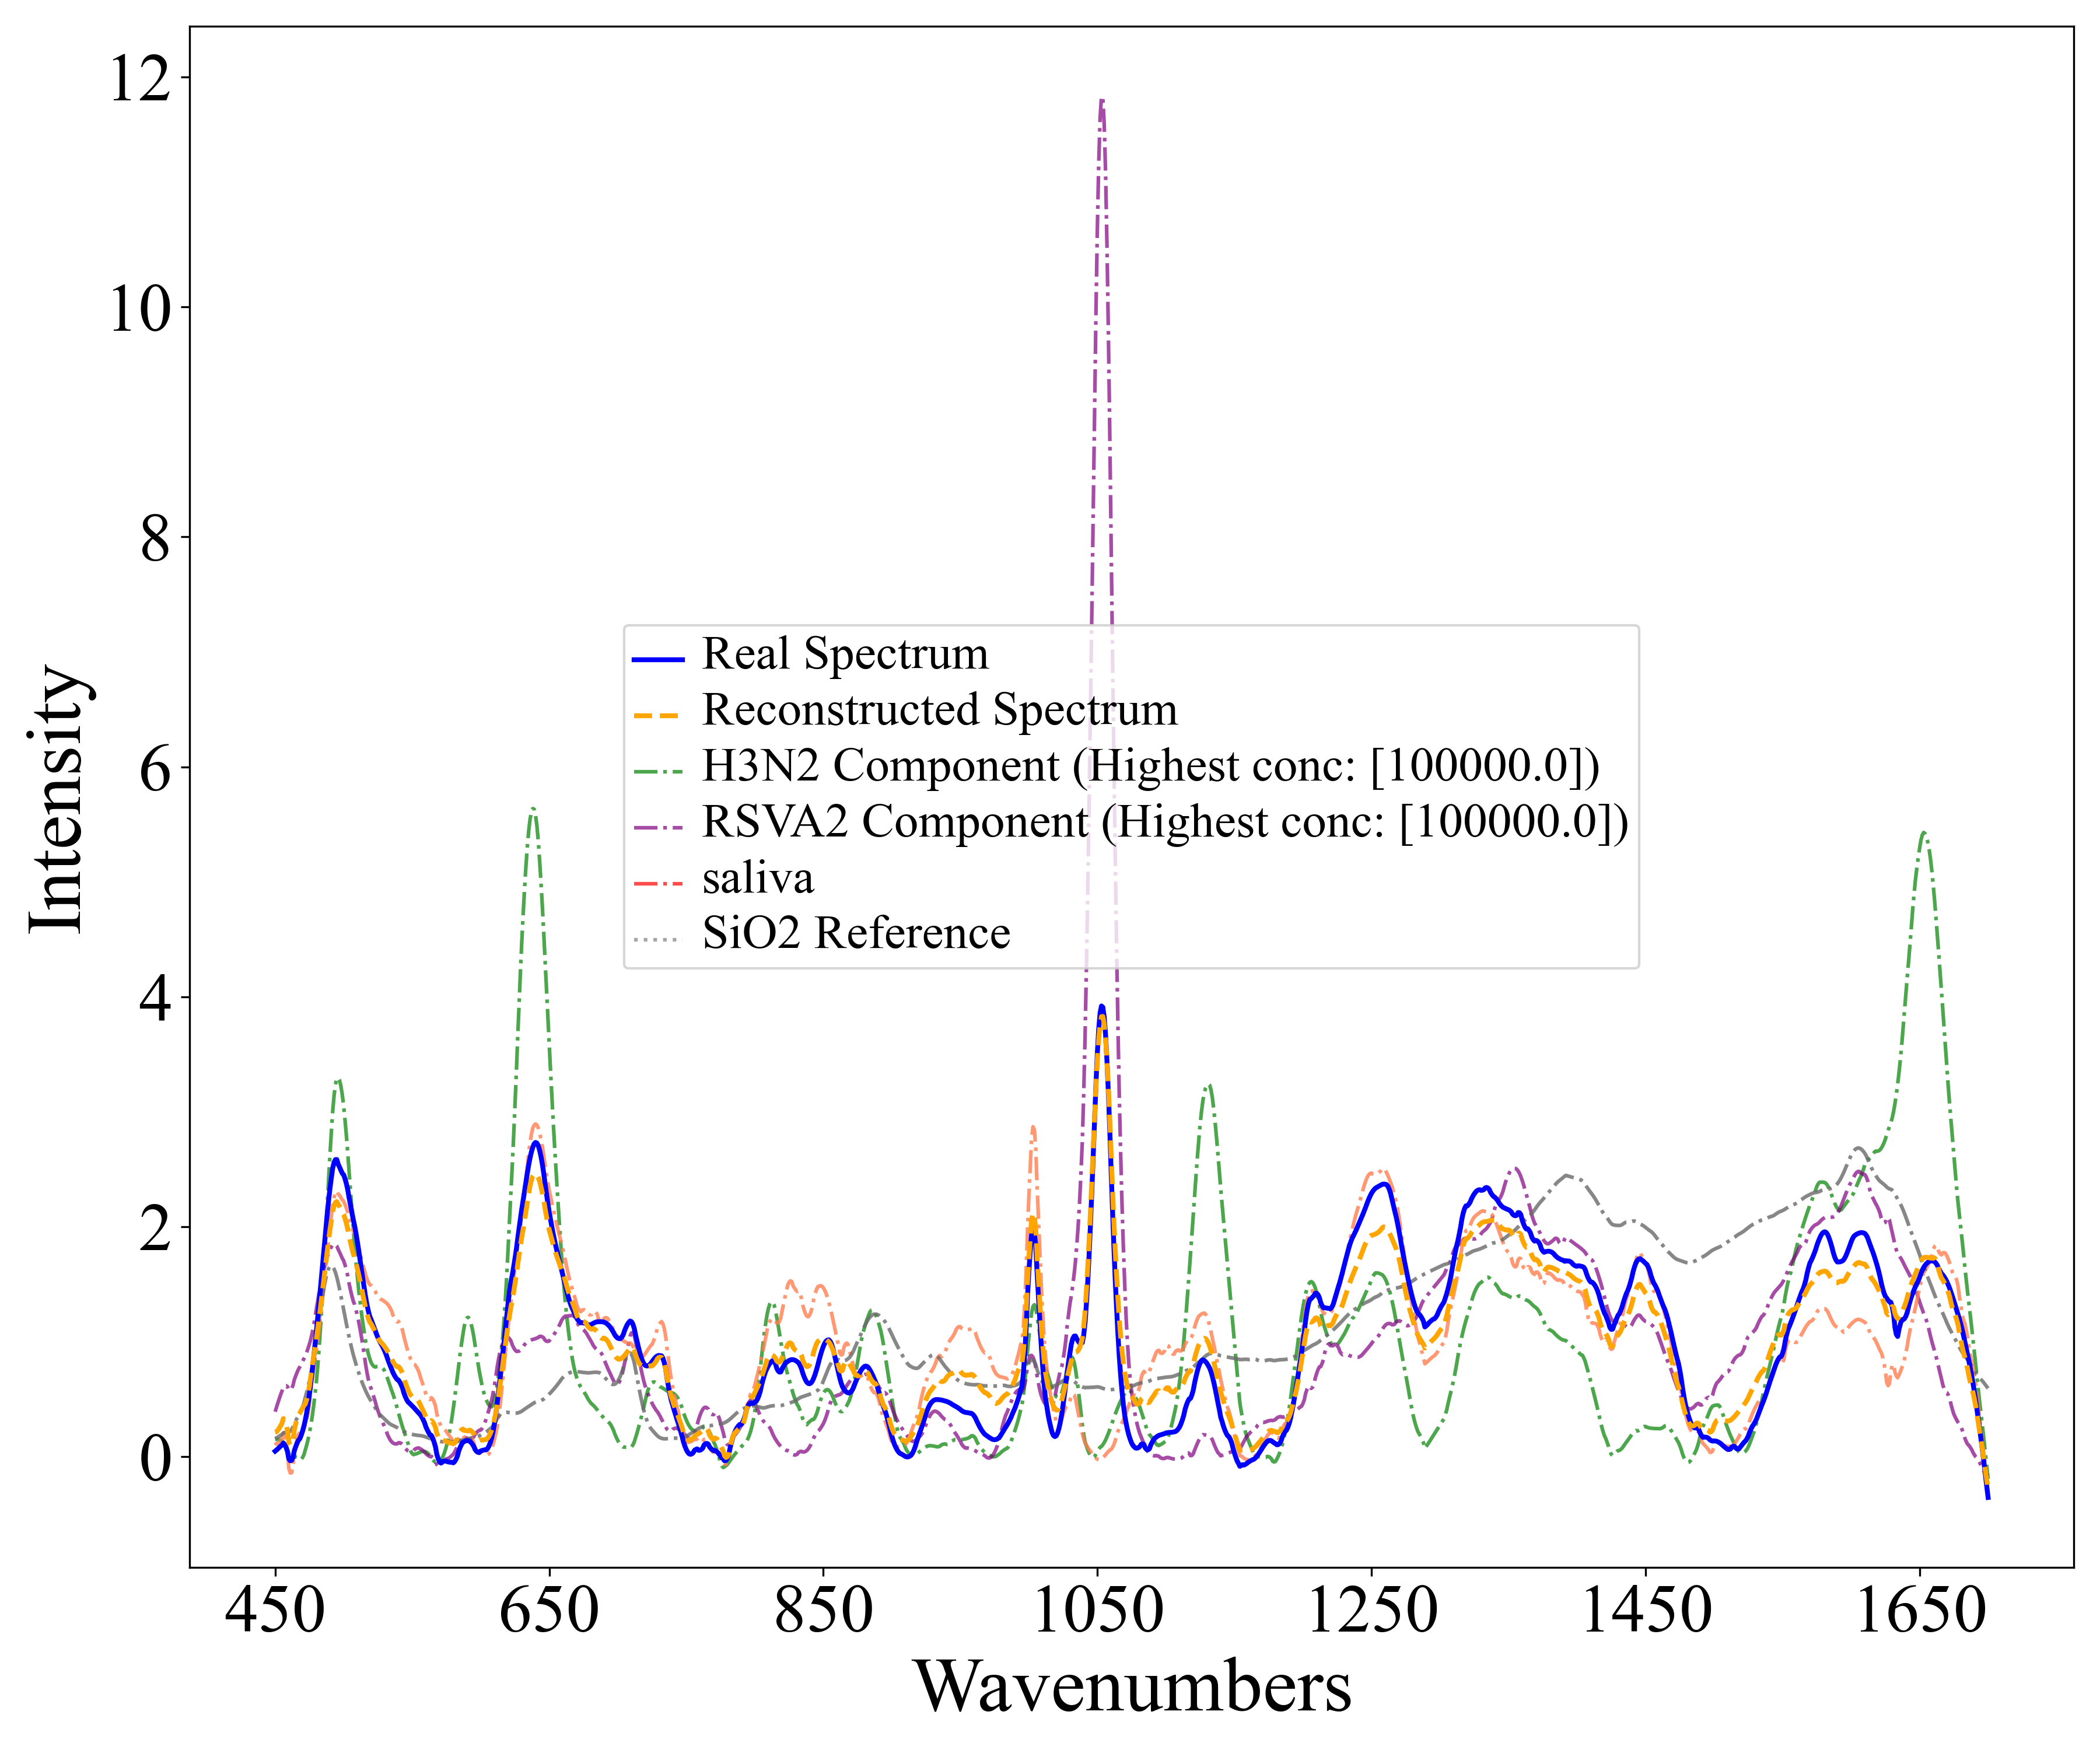 12
10
8
6
4
2
0
Intensity
Real Spectrum
Reconstructed Spectrum
H3N2 Component (Highest conc: [100000.0])
RSVA2 Component (Highest conc: [100000.0])
saliva
SiO2 Reference
450 650 850 1050 1250 1450 1650
Wavenumbers